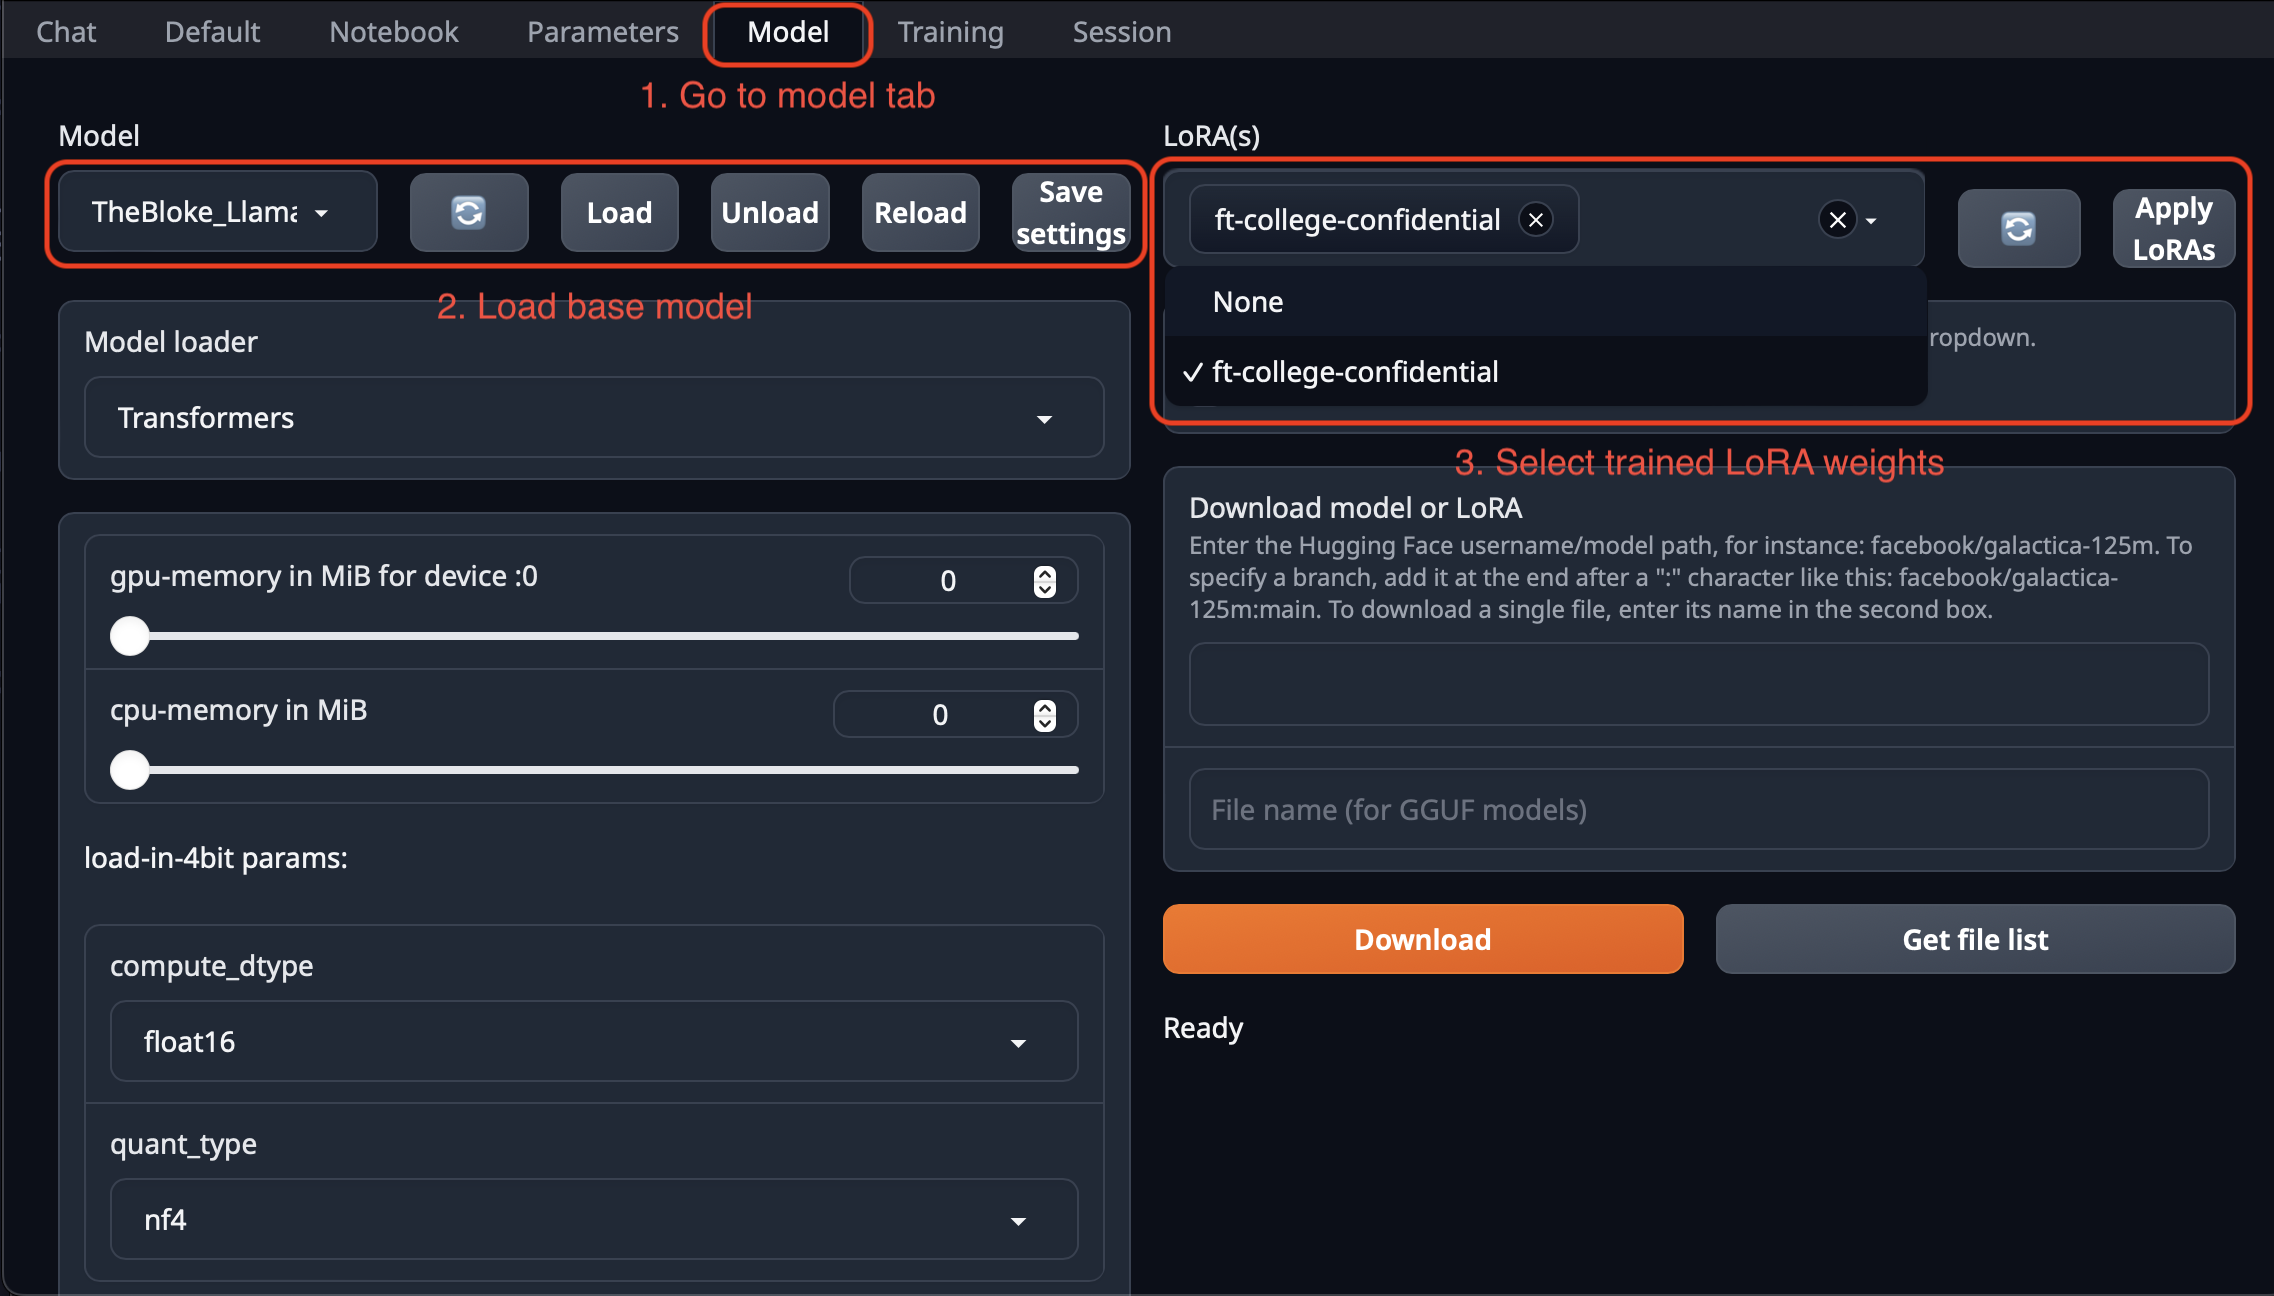 Chat Default Notebook Parameters Model Training Session
1. Go to model tab
Model
TheBloke_Llama
Load
Unload
Reload
Save
settings
2. Load base model
Model loader
Transformers
gpu-memory in MiB for device :0
0
cpu-memory in MiB
0
load-in-4bit params:
compute_dtype
float16
quant_type
nf4
LoRA(s)
ft-college-confidential
Apply
LoRAs
None
ft-college-confidential
ropdown.
3. Select trained LoRA weights
Download model or LoRA
Enter the Hugging Face username/model path, for instance: facebook/galactica-125m. To
specify a branch, add it at the end after a ":" character like this: facebook/galactica-
125m:main. To download a single file, enter its name in the second box.
File name (for GGUF models)
Download
Get file list
Ready